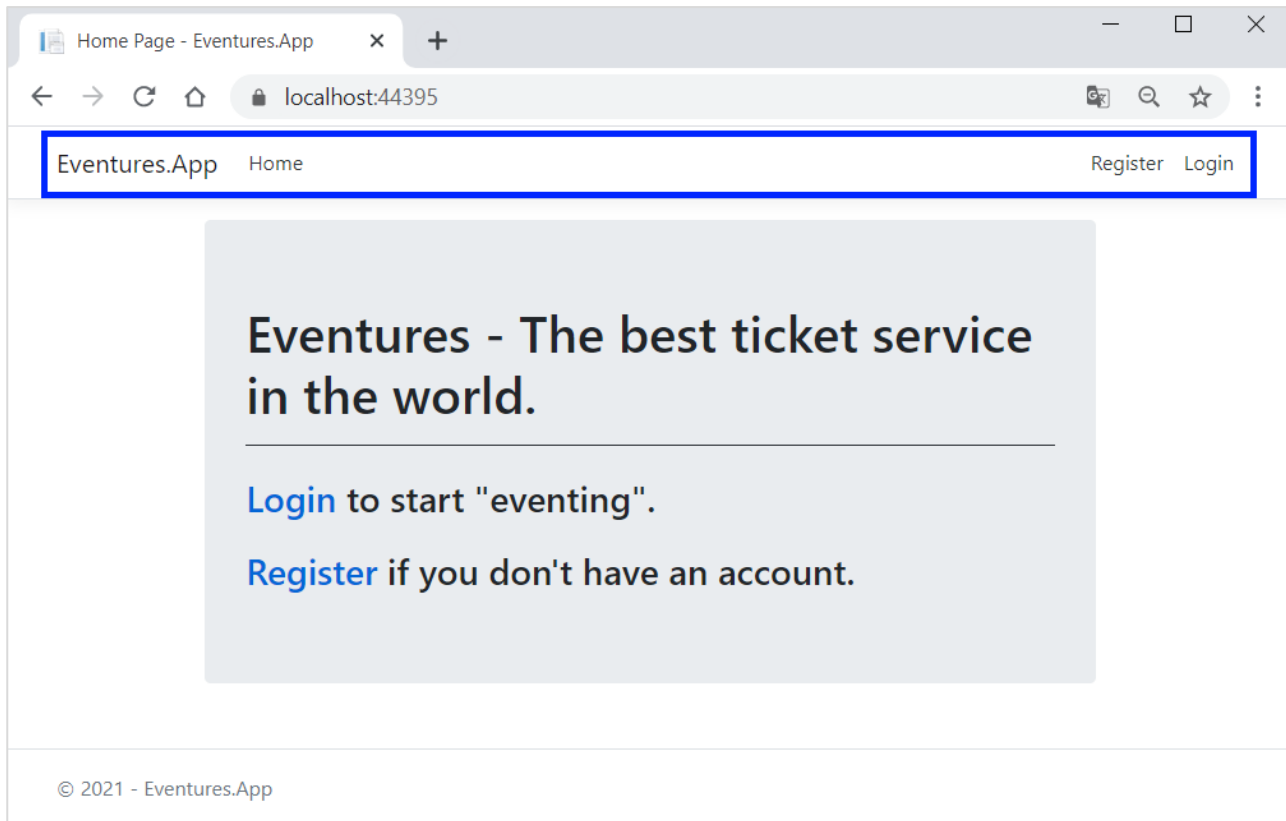 Home Page - Eventures.App
localhost:44395
Eventures.App Home Register Login
Eventures - The best ticket service
in the world.
Login to start "eventing".
Register if you don't have an account.
© 2021 - Eventures.App